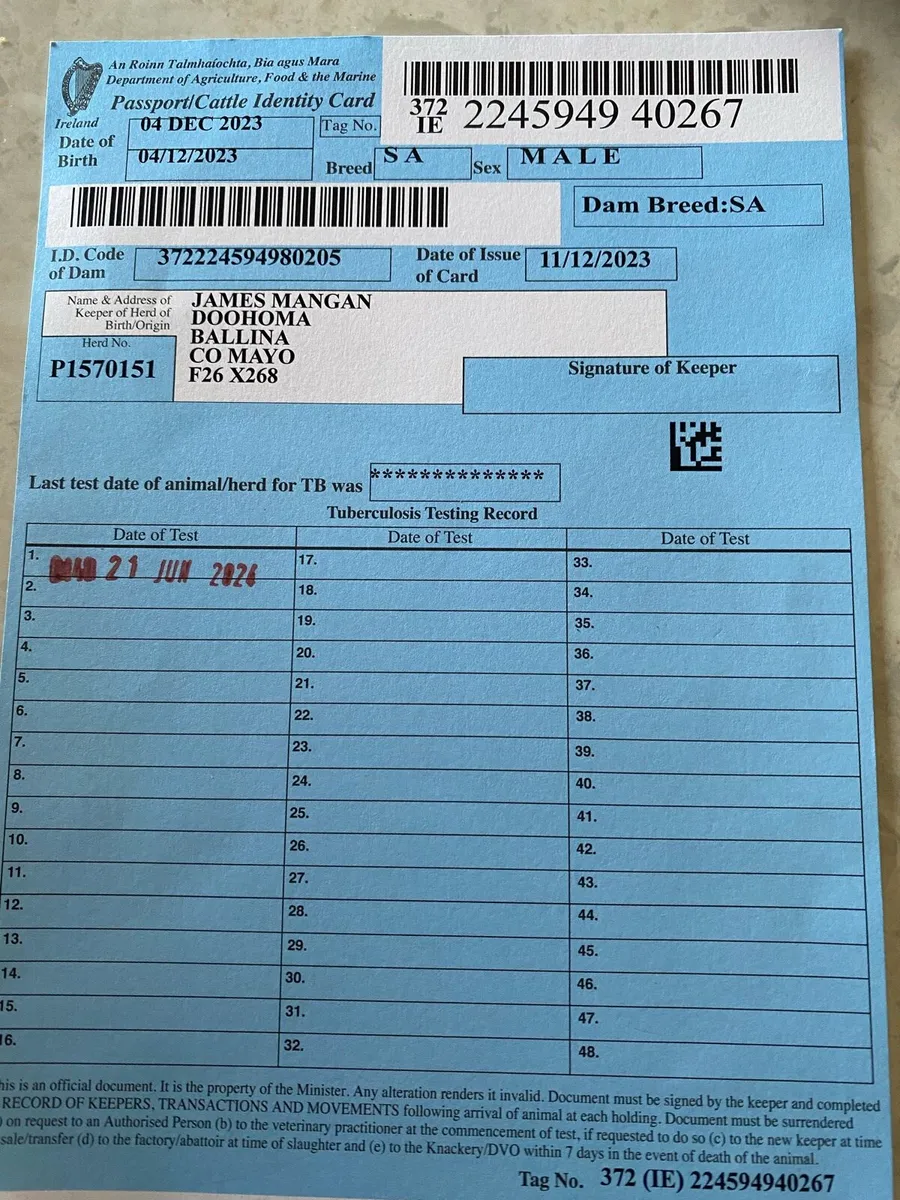 An Roinn Talmhaíochta, Bia agus Mara
Department of Agriculture, Food & the Marine
Passport/Cattle Identity Card
Ireland
Date of Birth
04 DEC 2023
04/12/2023
Tag No.
372 IE 2245949 40267
Breed
SA
Sex
MALE
Dam Breed:SA
I.D. Code of Dam
372224594980205
Date of Issue of Card
11/12/2023
Name & Address of
Keeper of Herd of
Birth/Origin
Herd No.
P1570151
JAMES MANGAN
DOOHOMA
BALLINA
CO MAYO
F26 X268
Signature of Keeper
Last test date of animal/herd for TB was
**************
Tuberculosis Testing Record
Date of Test
Date of Test
Date of Test
1. 21 JUN
2.
3.
4.
5.
6.
7.
8.
9.
10.
11.
12.
13.
14.
15.
16.
17.
18.
19.
20.
21.
22.
23.
24.
25.
26.
27.
28.
29.
30.
31.
32.
33.
34.
35.
36.
37.
38.
39.
40.
41.
42.
43.
44.
45.
46.
47.
48.
his is an official document. It is the property of the Minister. Any alteration renders it invalid. Document must be signed by the keeper and completed
RECORD OF KEEPERS, TRANSACTIONS AND MOVEMENTS following arrival of animal at each holding. Document must be surrendered
) on request to an Authorised Person (b) to the veterinary practitioner at the commencement of test, if requested to do so (c) to the new keeper at time
sale/transfer (d) to the factory/abattoir at time of slaughter and (e) to the Knackery/DVO within 7 days in the event of death of the animal.
Tag No. 372 (IE) 224594940267